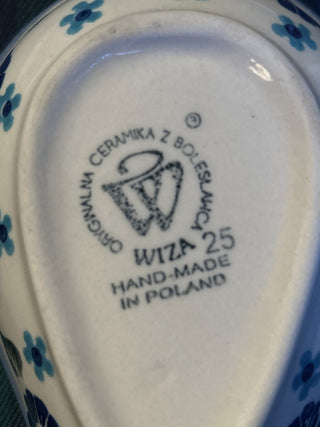 ®
ORYGINALNA CERAMIKA Z BOLESŁAWCA
W
WIZA 25
HAND-MADE
IN POLAND